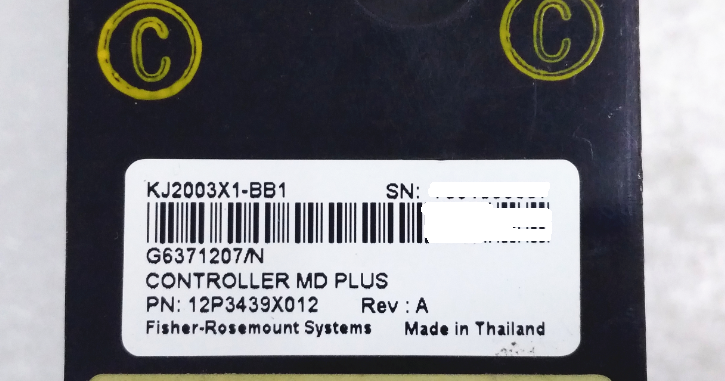 C C
KJ2003X1-BB1 SN:
G6371207/N
CONTROLLER MD PLUS
PN: 12P3439X012 Rev : A
Fisher-Rosemount Systems Made in Thailand